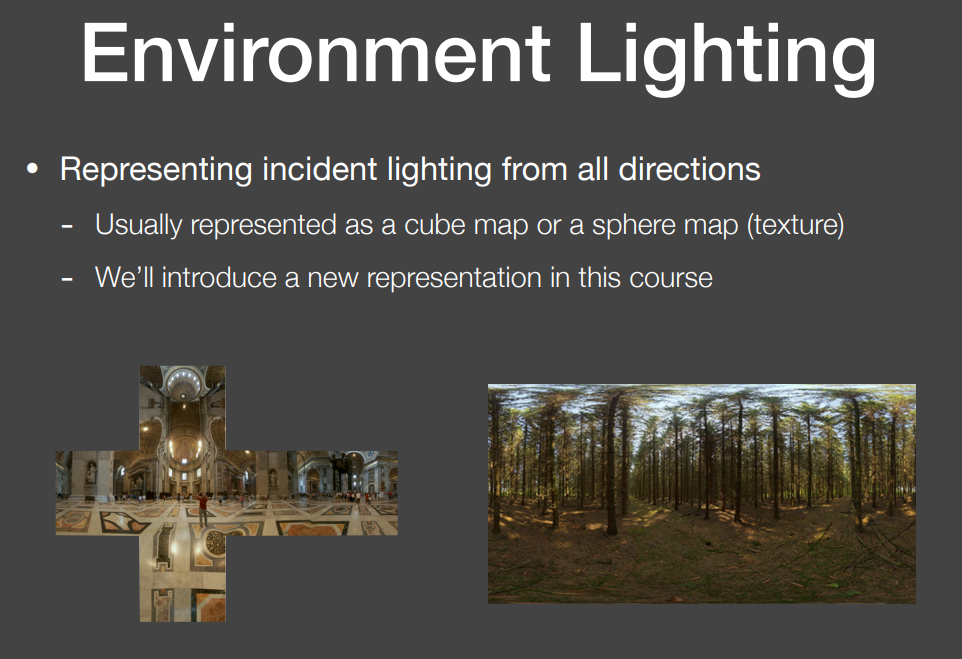 Environment Lighting
• Representing incident lighting from all directions
- Usually represented as a cube map or a sphere map (texture)
- We’ll introduce a new representation in this course